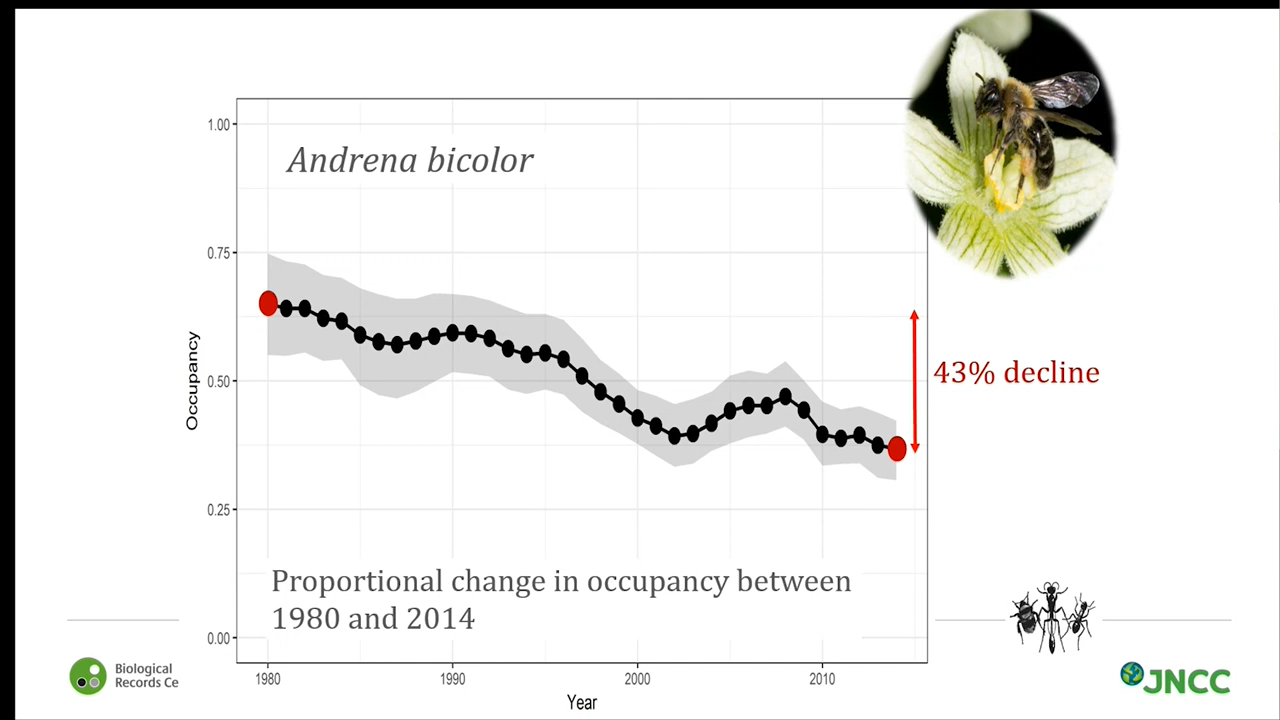 Andrena bicolor
1.00
0.75
0.50
0.25
0.00
Occupancy
43% decline
Proportional change in occupancy between
1980 and 2014
1980
1990
2000
2010
Year
Biological
Records Ce
JNCC